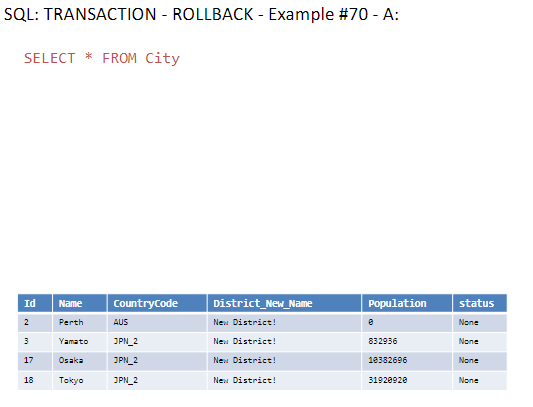 SQL: TRANSACTION - ROLLBACK - Example #70 - A:
SELECT * FROM City
Id Name CountryCode District_New_Name Population status
2 Perth AUS New District! 0 None
3 Yamato JPN_2 New District! 832936 None
17 Osaka JPN_2 New District! 10382696 None
18 Tokyo JPN_2 New District! 31920920 None